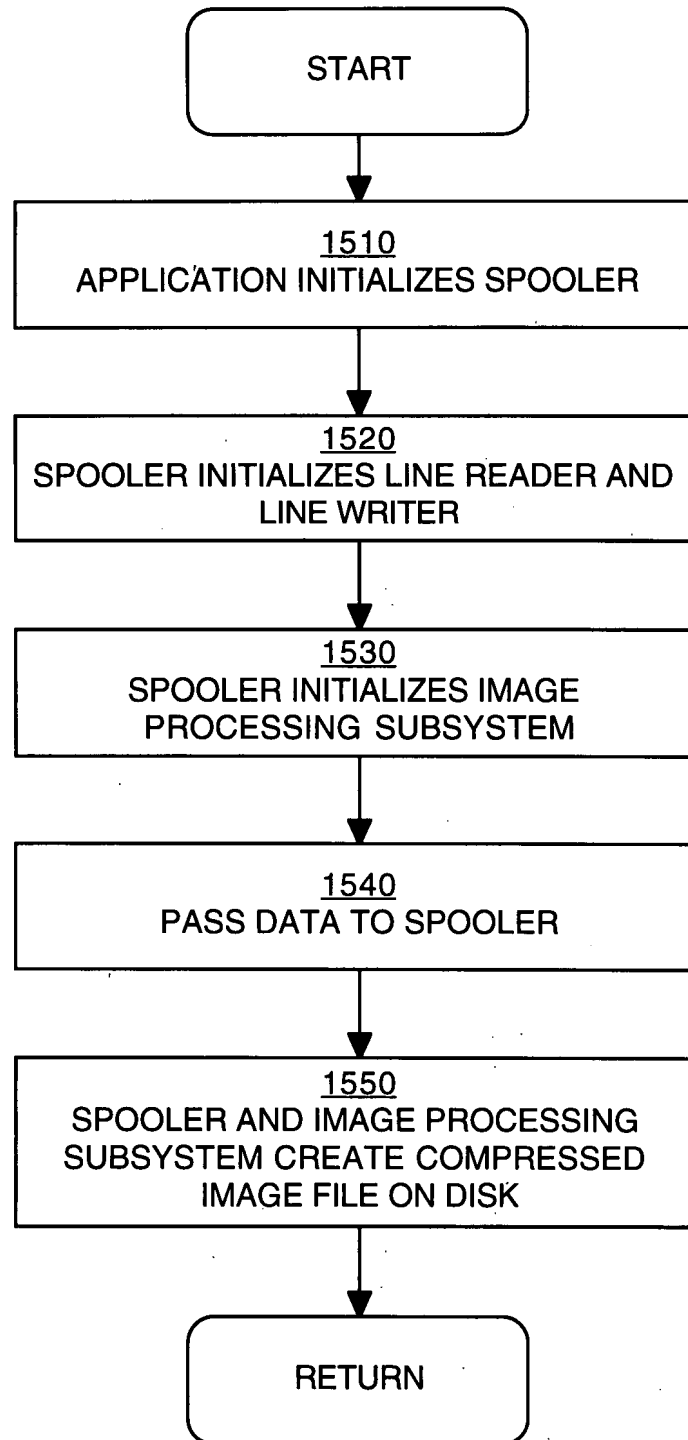 START
1510
APPLICATION INITIALIZES SPOOLER
1520
SPOOLER INITIALIZES LINE READER AND
LINE WRITER
1530
SPOOLER INITIALIZES IMAGE
PROCESSING SUBSYSTEM
1540
PASS DATA TO SPOOLER
1550
SPOOLER AND IMAGE PROCESSING
SUBSYSTEM CREATE COMPRESSED
IMAGE FILE ON DISK
RETURN